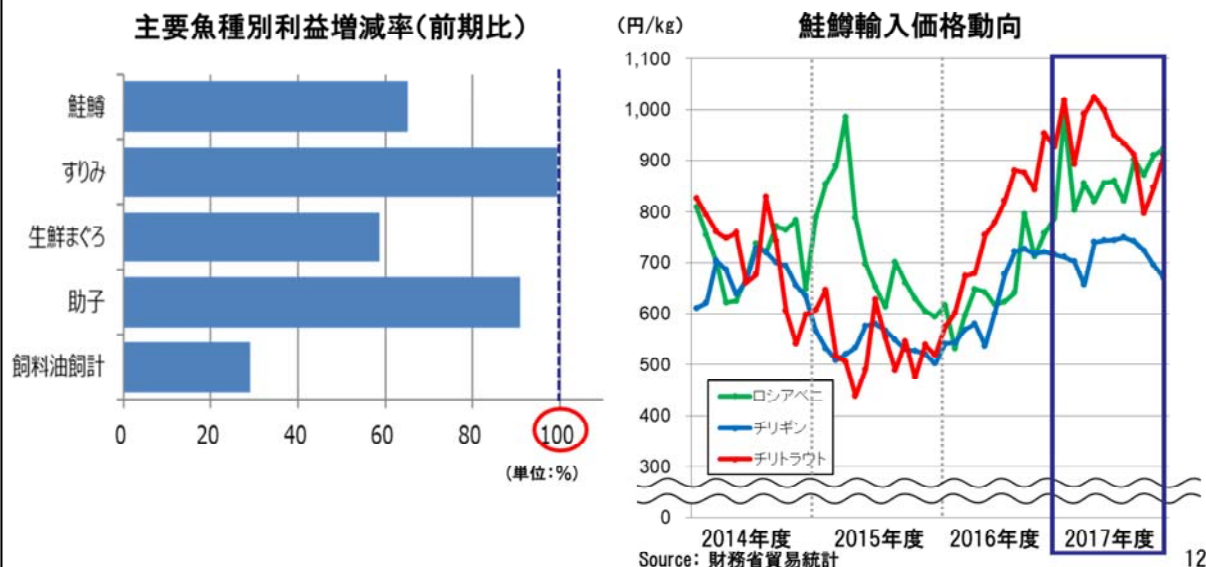 主要魚種別利益増減率(前期比)
鮭鱒
すりみ
生鮮まぐろ
助子
飼料油飼計
0 20 40 60 80 100
(単位:%)
(円/kg)
鮭鱒輸入価格動向
1,100
1,000
900
800
700
600
500
400
300
0
ロシアベニ
チリギン
チリトラウト
2014年度 2015年度 2016年度 2017年度
Source: 財務省貿易統計
12